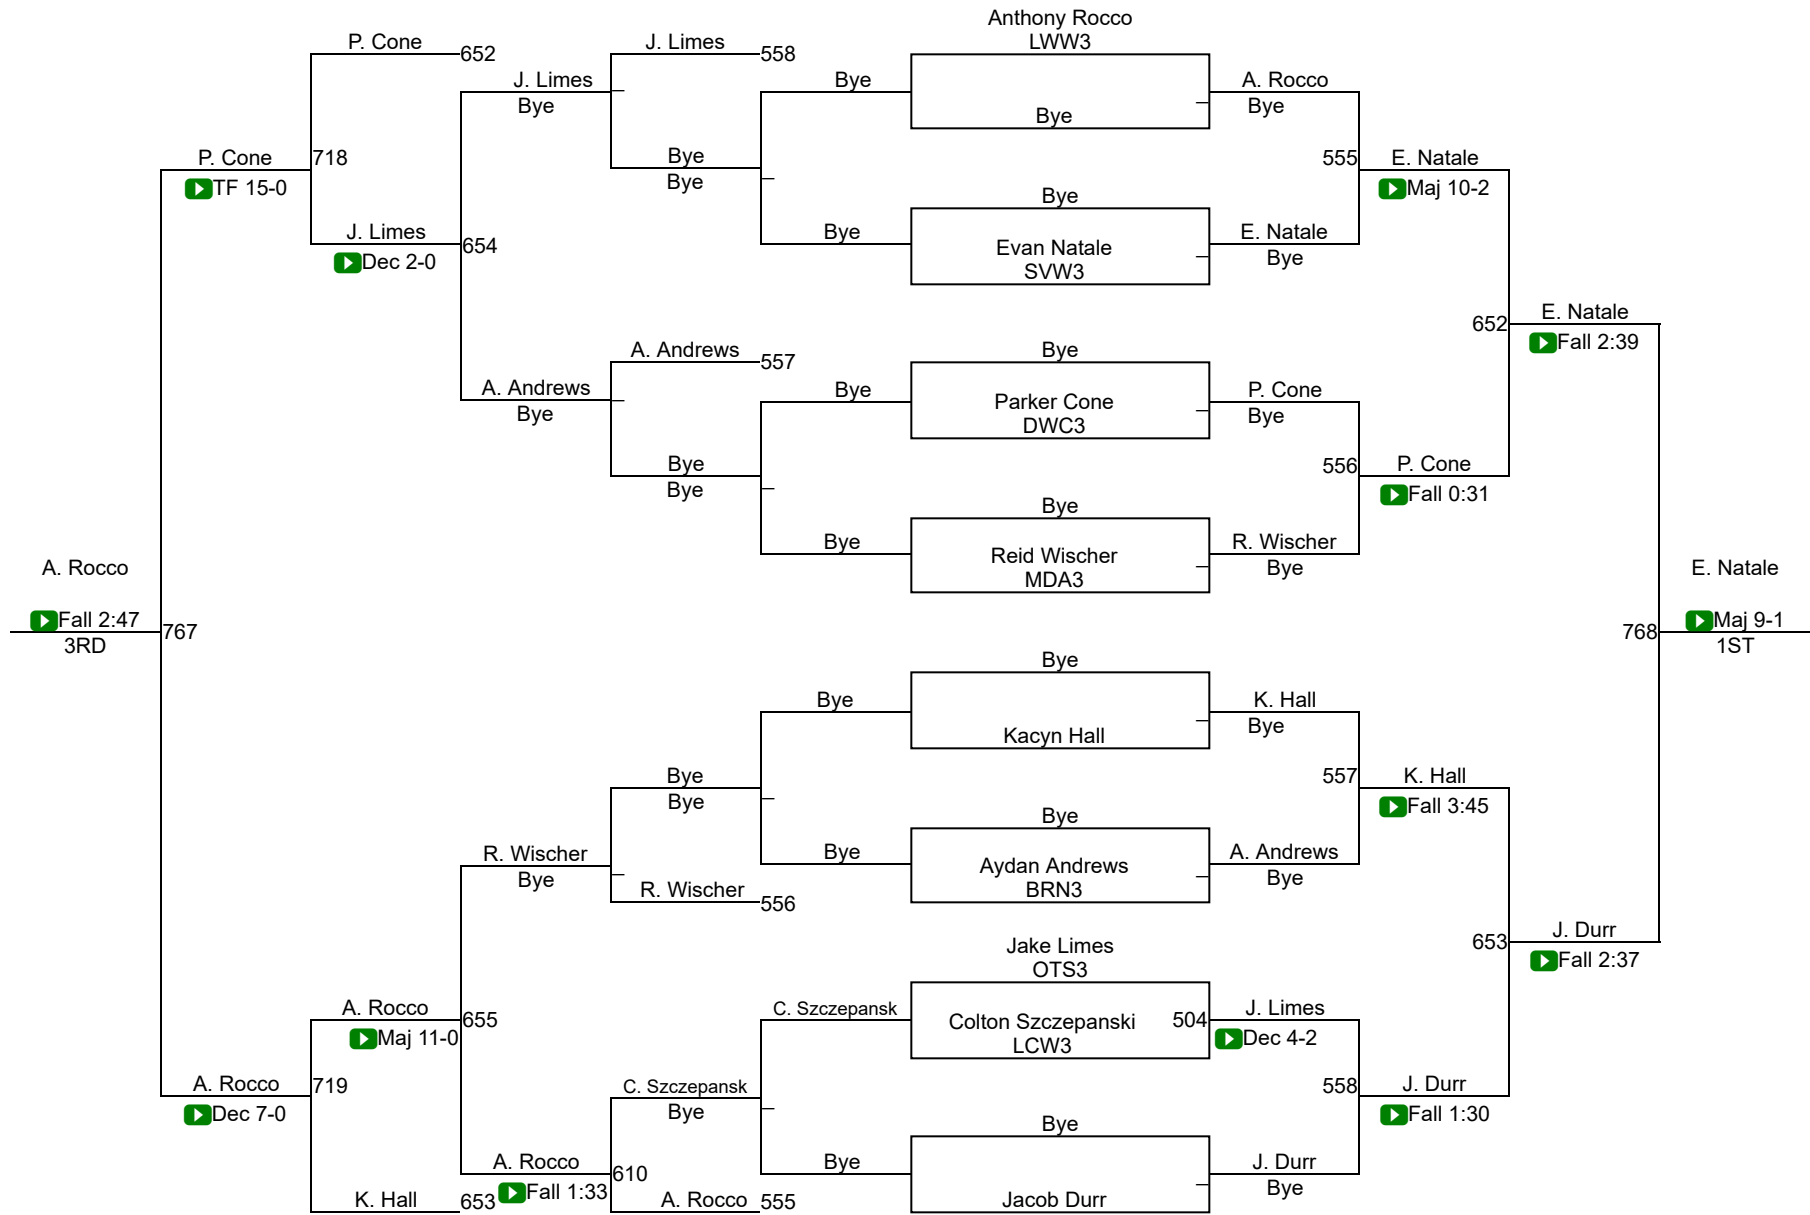 Anthony Rocco
LWW3
P. Cone
652
J. Limes
558
J. Limes
Bye
Bye
A. Rocco
Bye
Bye
Bye
P. Cone
718
Bye
Bye
555
E. Natale
TF 15-0
Maj 10-2
Bye
J. Limes
654
Bye
Evan Natale
SVW3
E. Natale
Bye
Dec 2-0
652
E. Natale
Fall 2:39
A. Andrews
557
Bye
A. Andrews
Bye
Bye
Parker Cone
DWC3
P. Cone
Bye
Bye
Bye
556
P. Cone
Fall 0:31
Bye
Bye
Reid Wischer
MDA3
R. Wischer
Bye
A. Rocco
E. Natale
Fall 2:47
767
3RD
768
Maj 9-1
1ST
Bye
Bye
Kacyn Hall
K. Hall
Bye
Bye
Bye
557
K. Hall
Fall 3:45
Bye
R. Wischer
Bye
Bye
Aydan Andrews
BRN3
A. Andrews
Bye
R. Wischer
556
653
J. Durr
Fall 2:37
Jake Limes
OTS3
A. Rocco
655
Maj 11-0
C. Szczepansk
Colton Szczepanski
504
LCW3
J. Limes
Dec 4-2
A. Rocco
719
Dec 7-0
C. Szczepansk
Bye
558
J. Durr
Fall 1:30
Bye
A. Rocco
610
Fall 1:33
Bye
Jacob Durr
J. Durr
Bye
K. Hall
653
A. Rocco
555